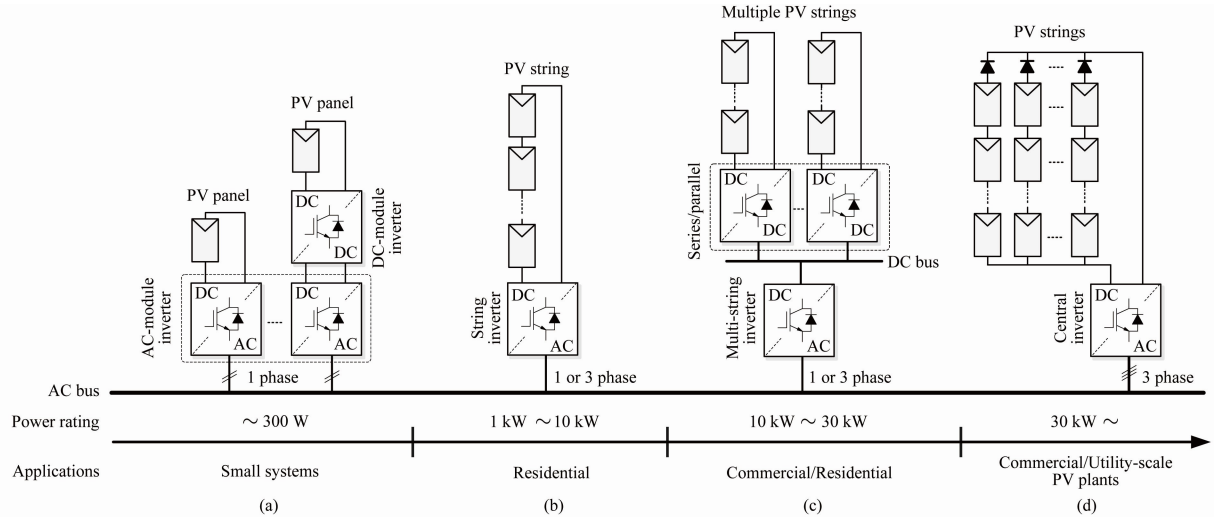 PV panel
DC
AC
AC-module
inverter
PV panel
DC
DC
DC-module
inverter
DC
AC
1 phase
PV string
DC
AC
String
inverter
1 or 3 phase
Multiple PV strings
DC
DC
DC
DC
Series/parallel
DC bus
DC
AC
Multi-string
inverter
1 or 3 phase
PV strings
DC
AC
Central
inverter
3 phase
AC bus
Power rating
~ 300 W
1 kW ~ 10 kW
10 kW ~ 30 kW
30 kW ~
Applications
Small systems
Residential
Commercial/Residential
Commercial/Utility-scale
PV plants
(a)
(b)
(c)
(d)